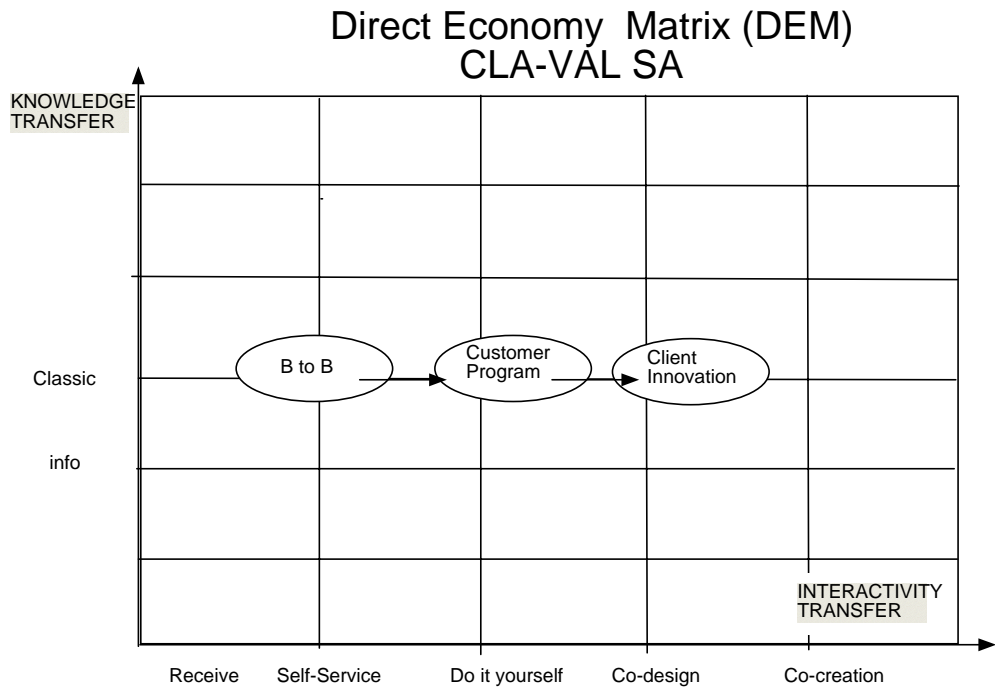 Direct Economy Matrix (DEM)
CLA-VAL SA
KNOWLEDGE
TRANSFER
B to B
Customer
Program
Client
Innovation
Classic
info
INTERACTIVITY
TRANSFER
Receive
Self-Service
Do it yourself
Co-design
Co-creation